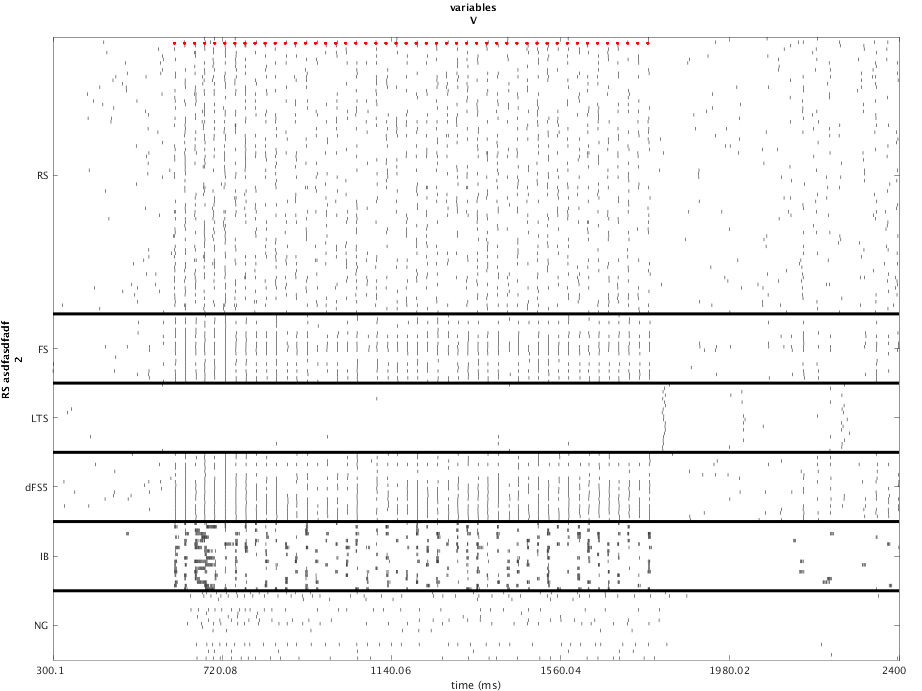 variables
V
RS
FS
LTS
dFS5
IB
NG
RS asdfasdfadf
2
300.1
720.08
1140.06
1560.04
1980.02
2400
time (ms)